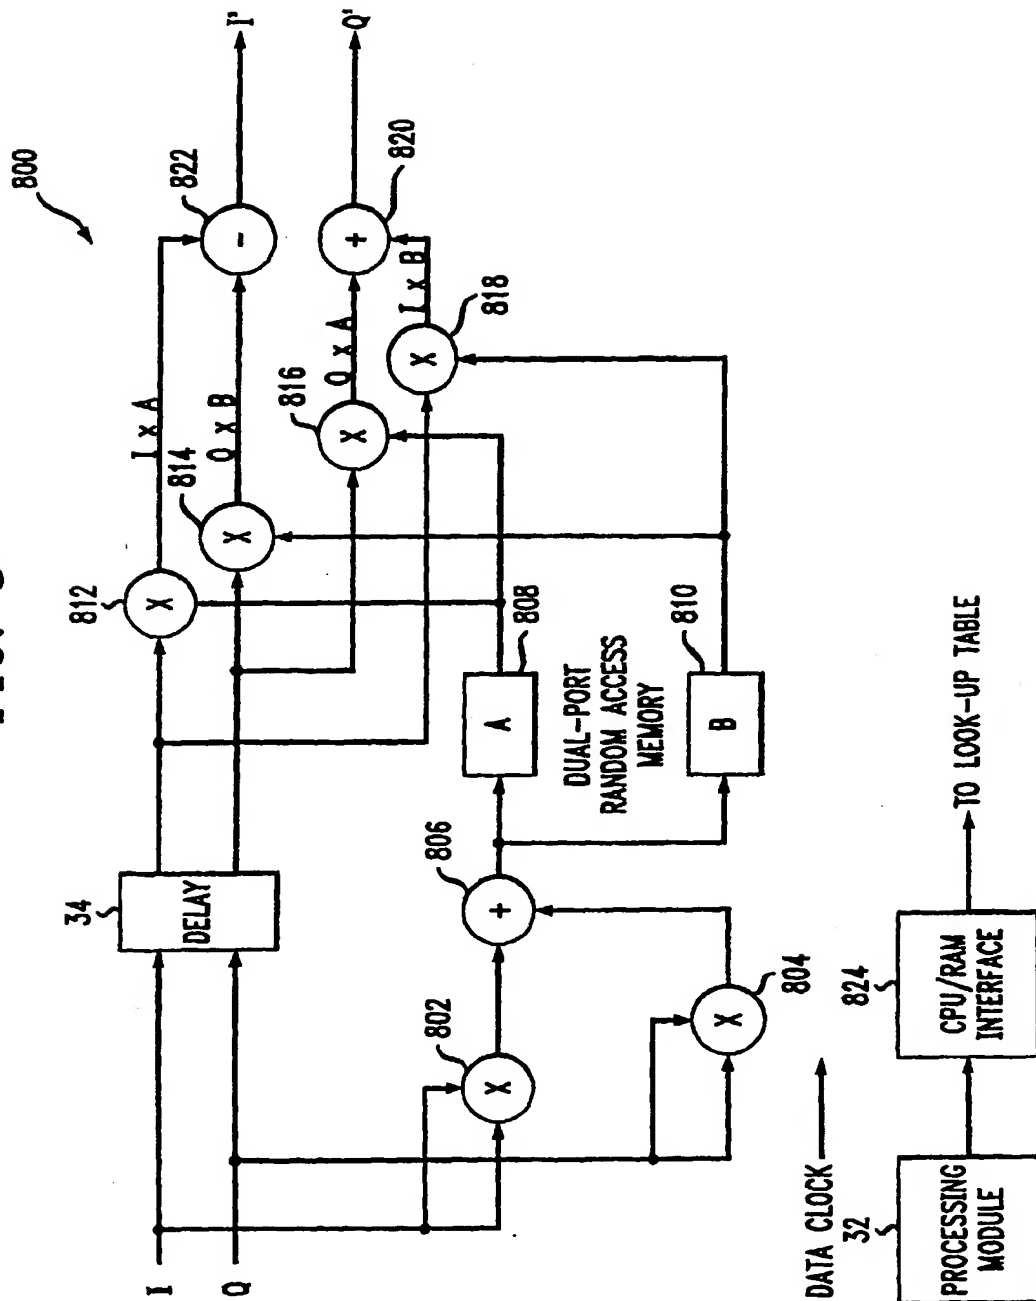 800
I
Q
34
DELAY
812
X
I x A
814
X
Q x B
822
-
I'
816
X
Q x A
820
+
Q'
818
X
I x B
802
X
804
X
806
+
808
A
DUAL-PORT
RANDOM ACCESS
MEMORY
810
B
DATA CLOCK
32
PROCESSING
MODULE
824
CPU/RAM
INTERFACE
TO LOOK-UP TABLE